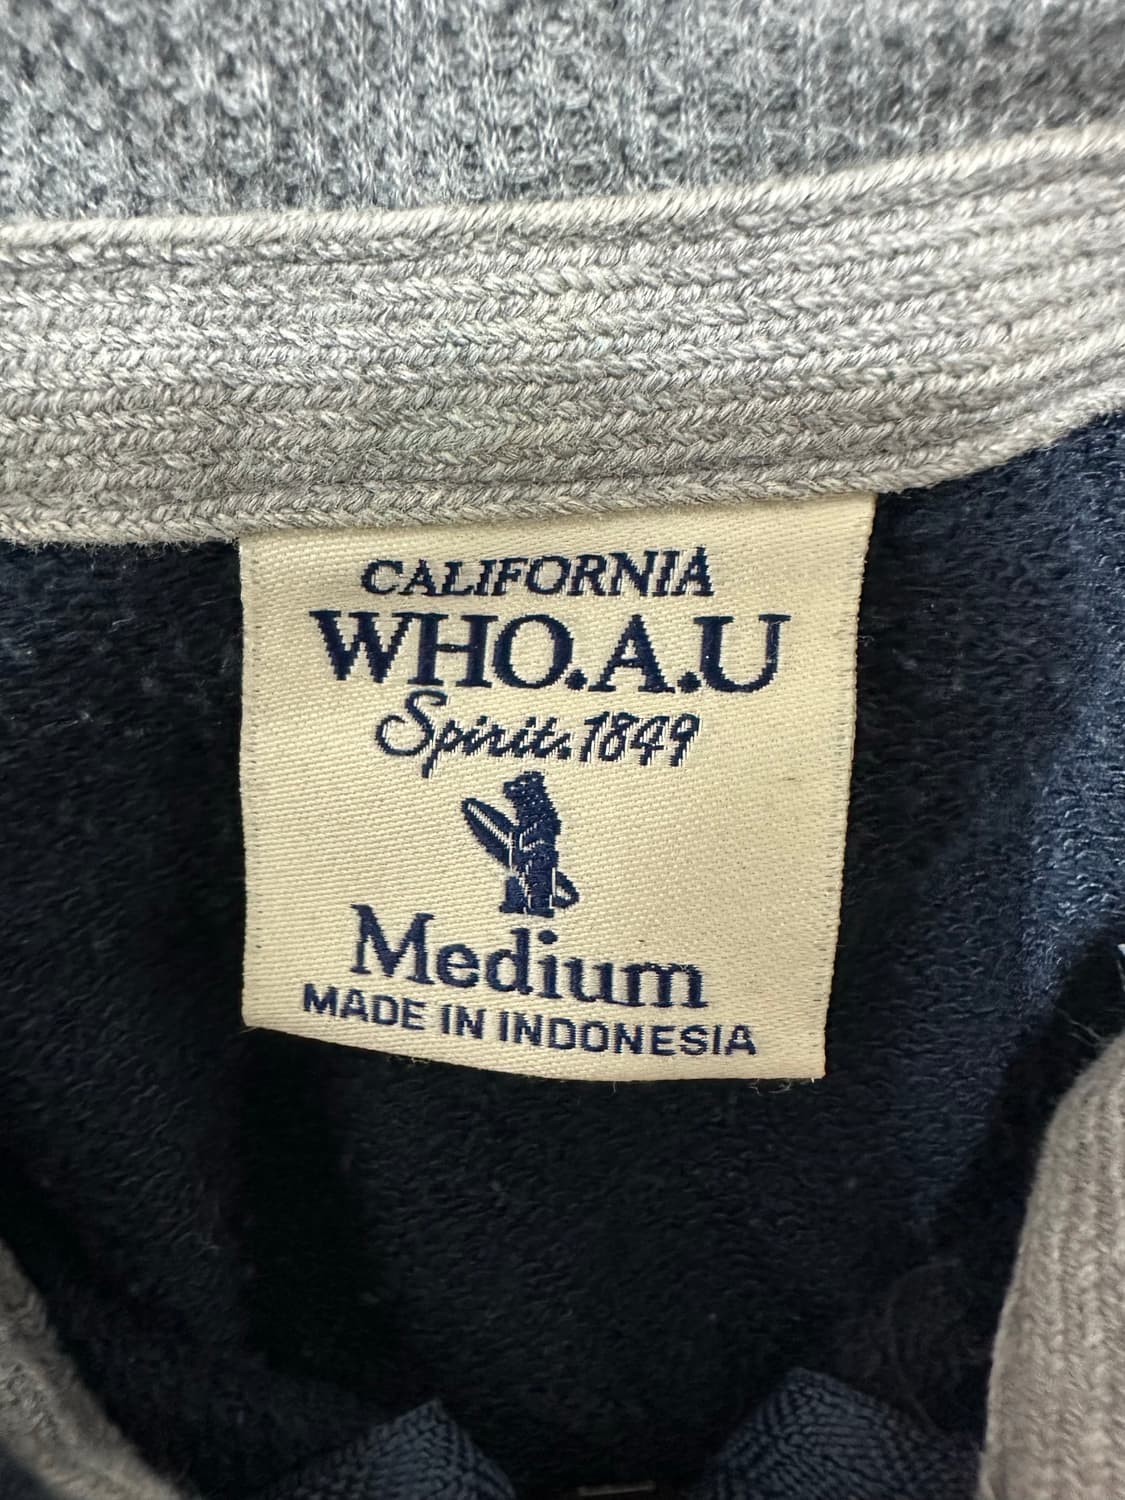 CALIFORNIA
WHO.A.U
Spirit.1849
Medium
MADE IN INDONESIA